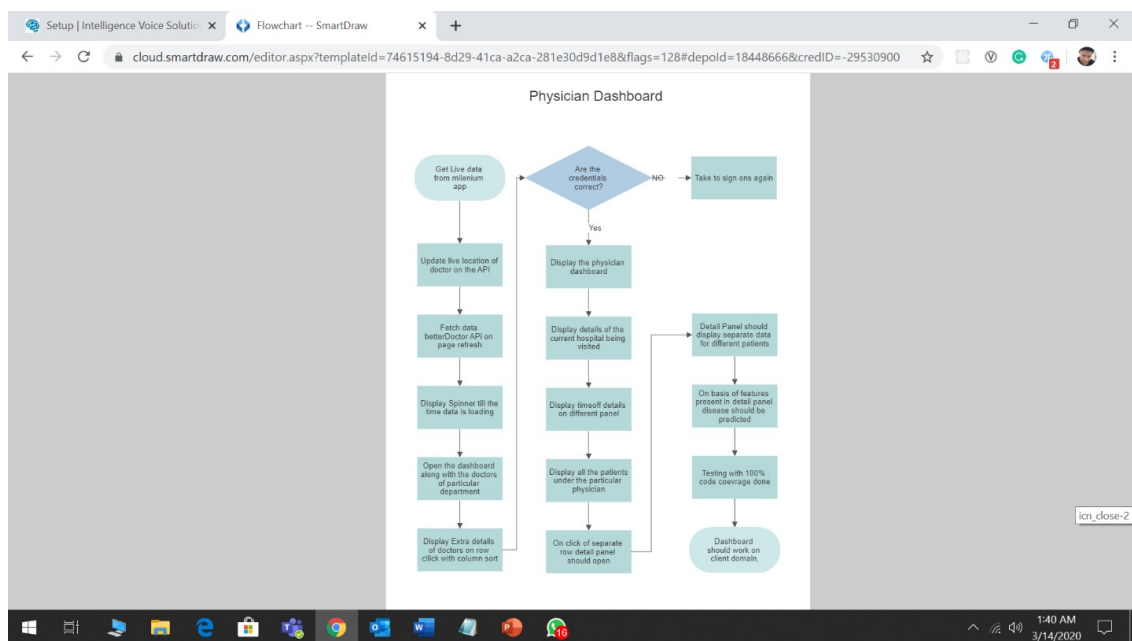 Setup | Intelligence Voice Solutio
Flowchart -- SmartDraw
cloud.smartdraw.com/editor.aspx?templateId=74615194-8d29-41ca-a2ca-281e30d9d1e8&flags=128#depoId=18448666&credID=-29530900
2
Physician Dashboard
Get Live data
from milenium
app
Update live location of
doctor on the API
Fetch data
betterDoctor API on
page refresh
Display Spinner till the
time data is loading
Open the dashboard
along with the doctors
of particular
department
Display Extra details
of doctors on row
cllick with column sort
Are the
credentials
correct?
NO
Take to sign ons again
Yes
Display the physician
dashboard
Display details of the
current hospital being
visited
Display timeoff details
on different panel
Display all the patients
under the particular
physician
On click of separate
row detail panel
should open
Detail Panel should
display separate data
for different patients
On basis of features
present in detail panel
disease should be
predicted
Testing with 100%
code coevrage done
Dashboard
should work on
client domain.
icn_close-2
16
1:40 AM
3/14/2020